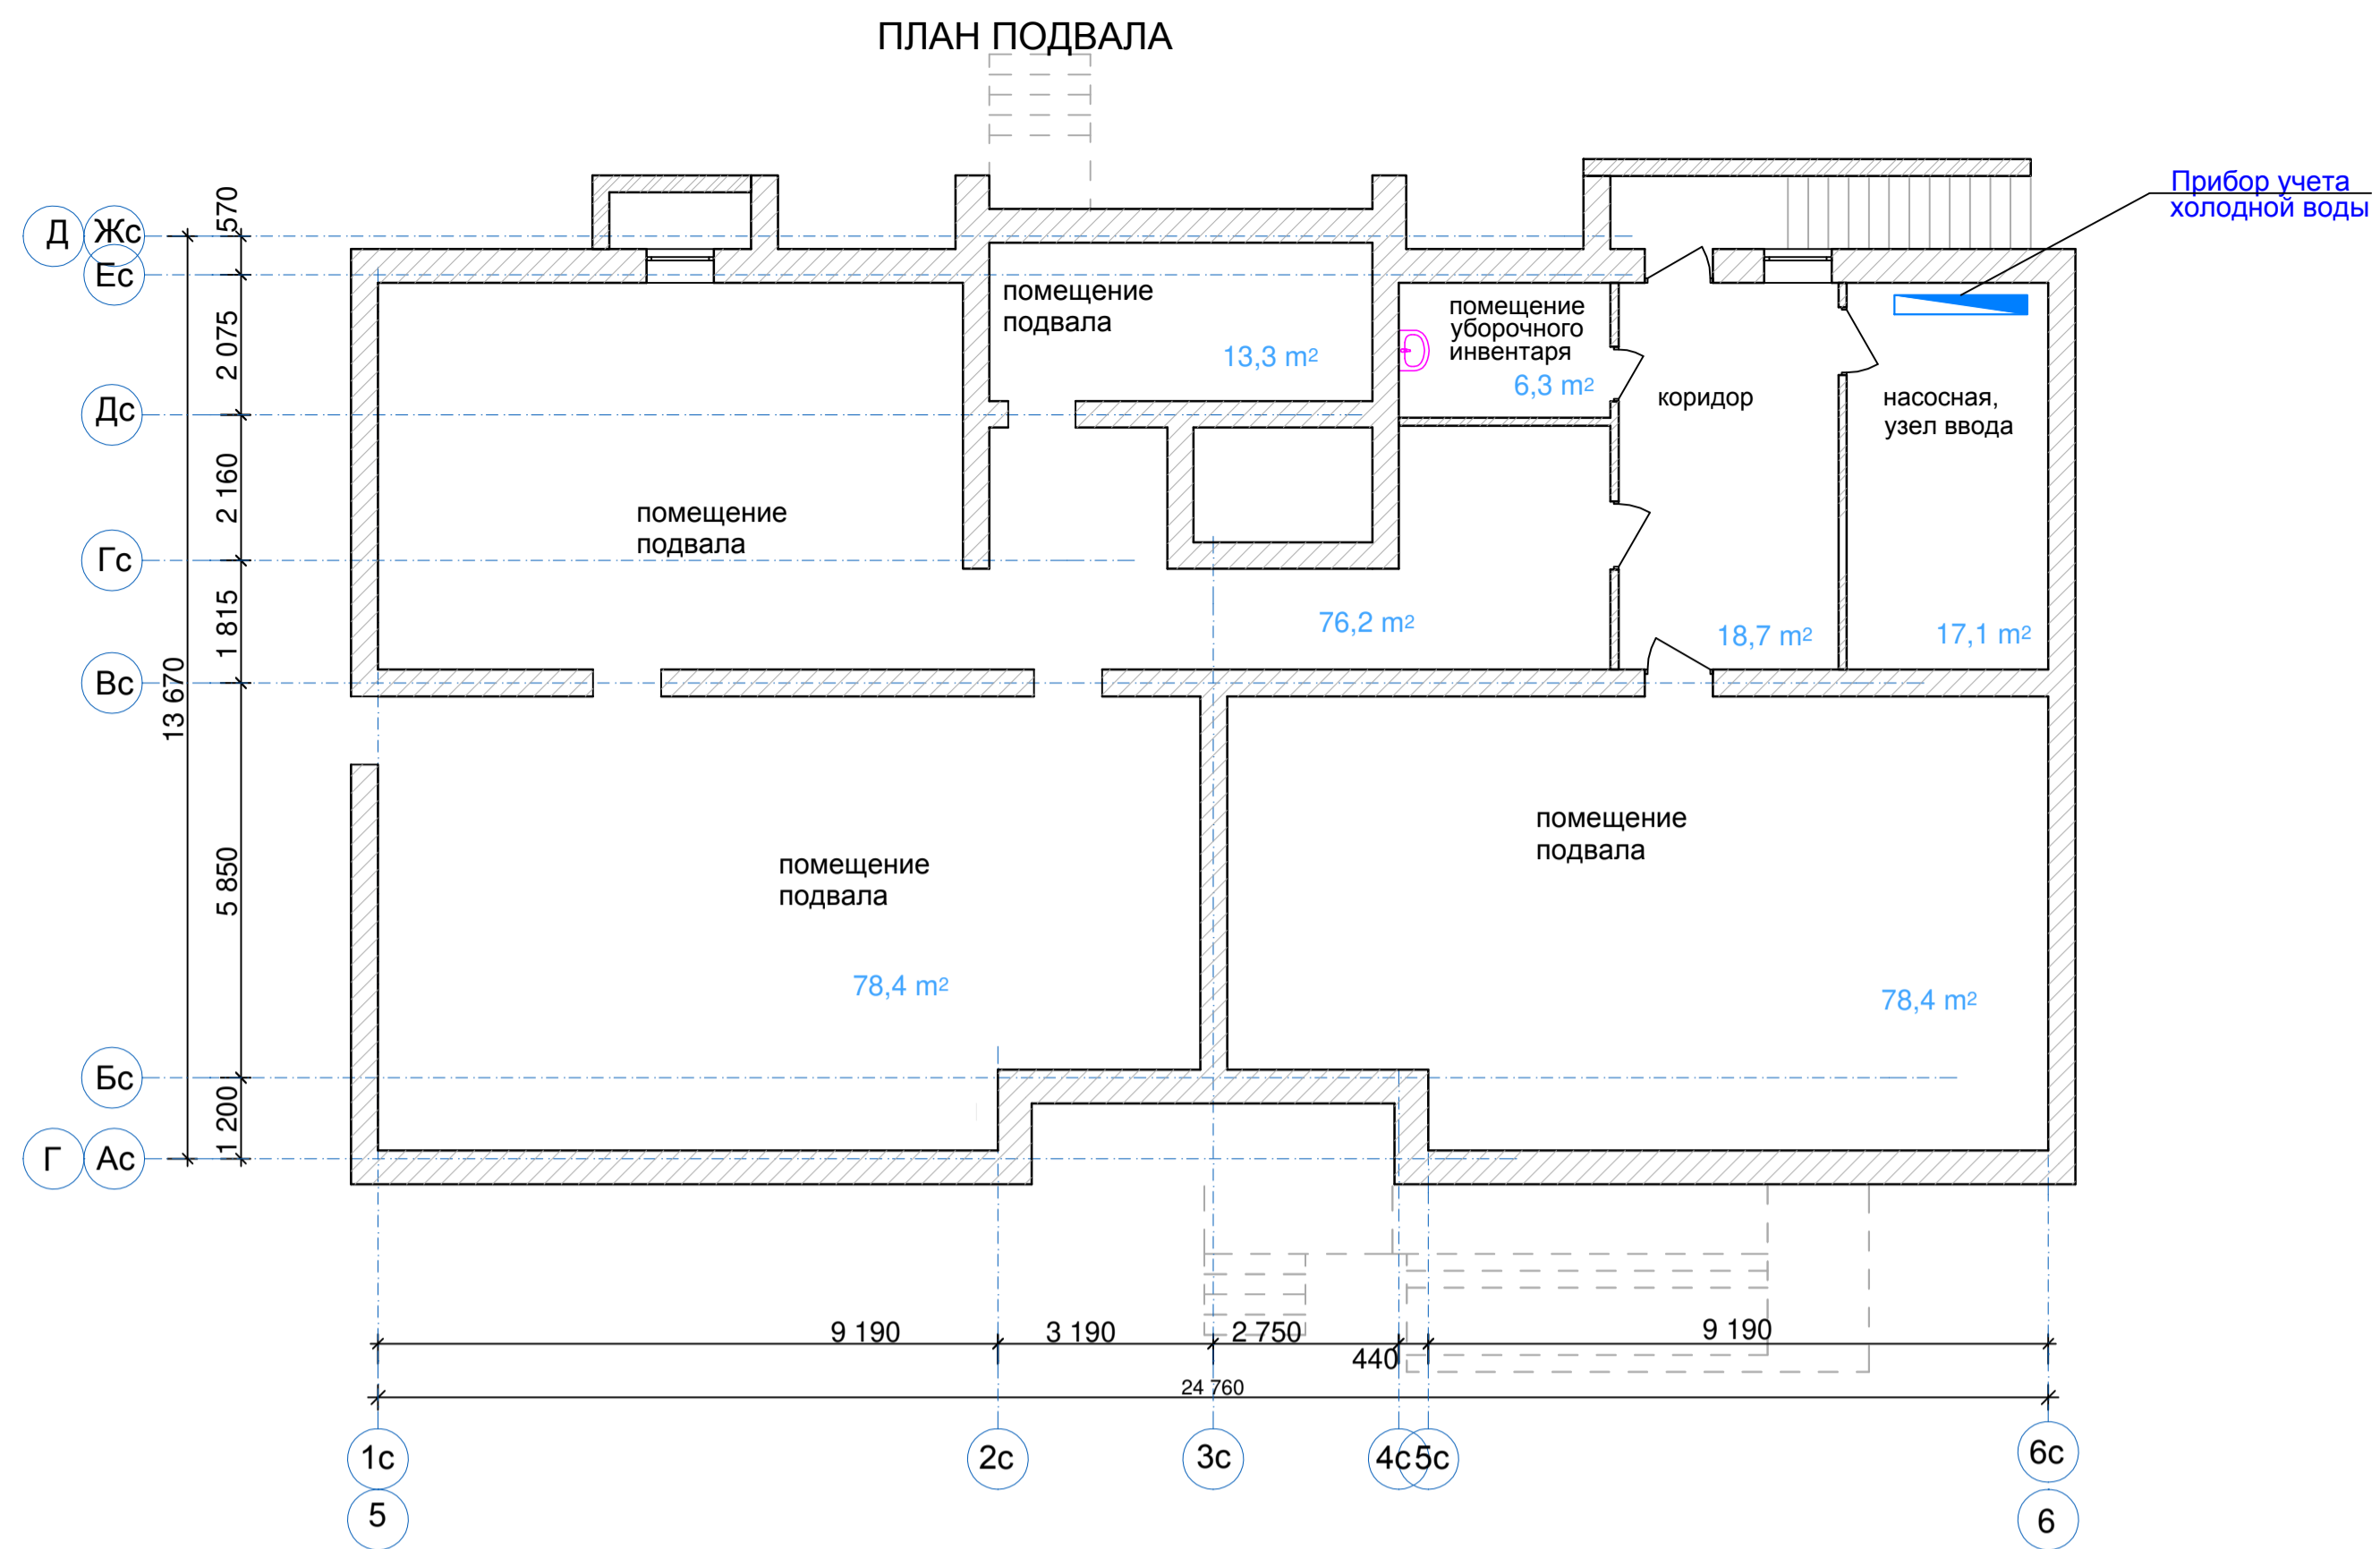 ПЛАН ПОДВАЛА
Прибор учета
холодной воды
Д
Жс
Ес
Дс
Гс
Вс
Бс
Г
Ас
570
2 075
2 160
1 815
5 850
1 200
13 670
помещение
подвала
13,3 m²
помещение
уборочного
инвентаря
6,3 m²
коридор
18,7 m²
насосная,
узел ввода
17,1 m²
помещение
подвала
76,2 m²
помещение
подвала
78,4 m²
помещение
подвала
78,4 m²
9 190
3 190
2 750
440
9 190
24 760
1с
2с
3с
4с
5с
6с
5
6